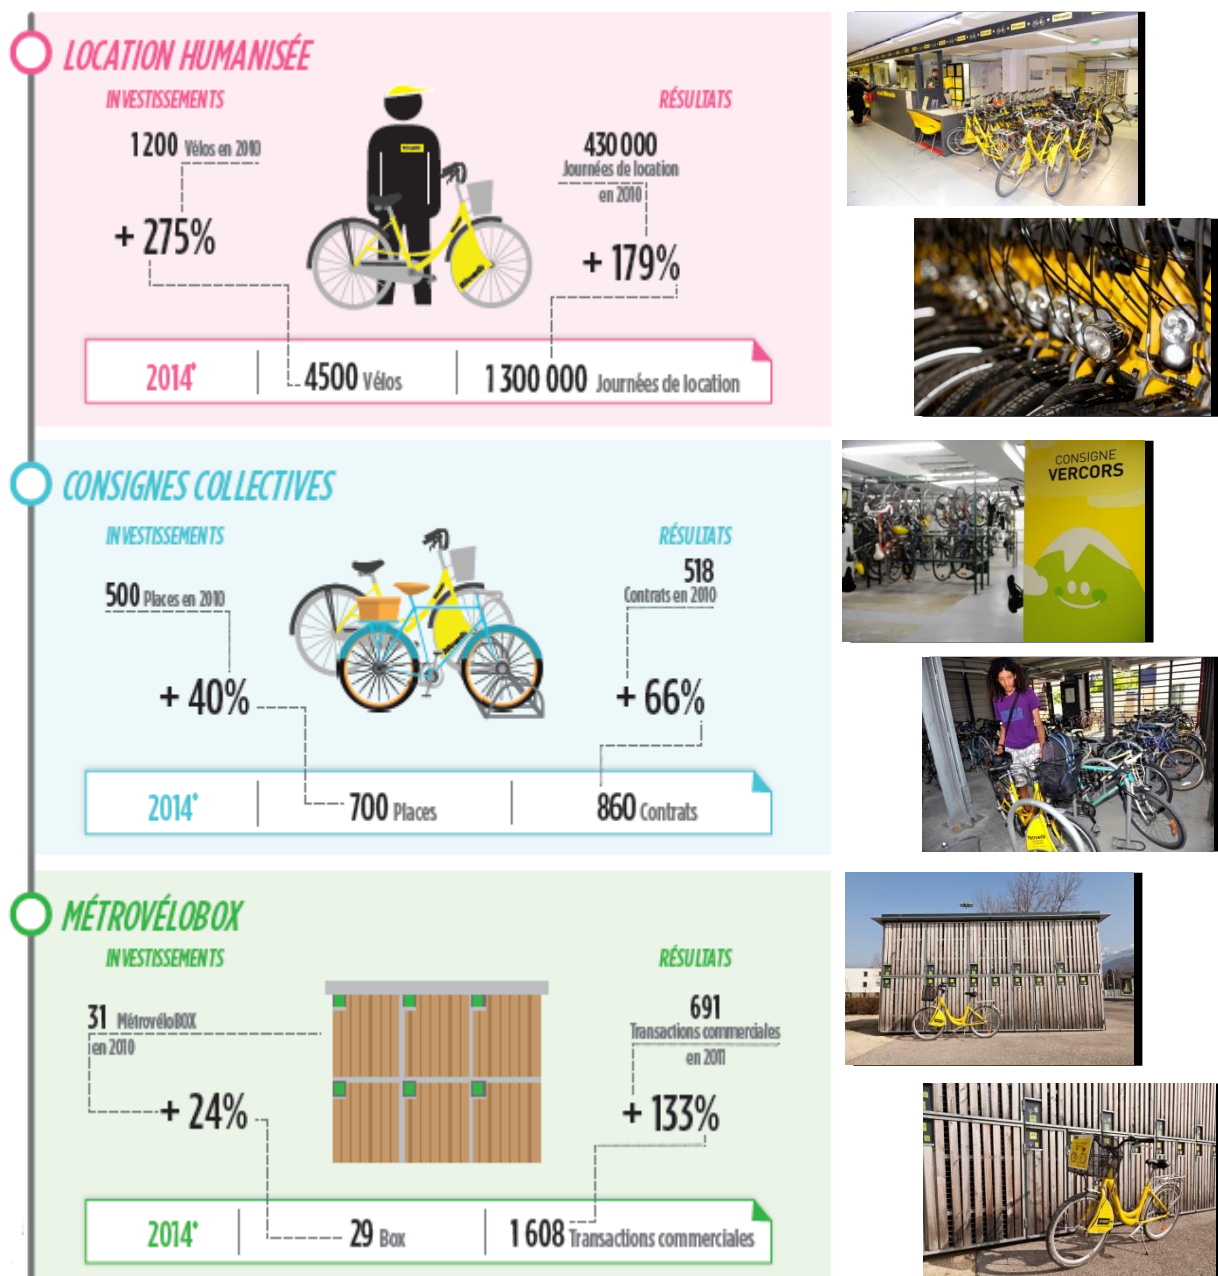 LOCATION HUMANISÉE
INVESTISSEMENTS
RÉSULTATS
1200 Vélos en 2010
430 000
Journées de location
en 2010
+ 275%
+ 179%
2014*
4500 Vélos
1 300 000 Journées de location
CONSIGNES COLLECTIVES
INVESTISSEMENTS
RÉSULTATS
500 Places en 2010
518
Contrats en 2010
+ 40%
+ 66%
2014*
700 Places
860 Contrats
MÉTROVÉLOBOX
INVESTISSEMENTS
RÉSULTATS
31 MétrovéloBOX
en 2010
691
Transactions commerciales
en 2011
+ 24%
+ 133%
2014*
29 Box
1 608 Transactions commerciales
CONSIGNE
VERCORS